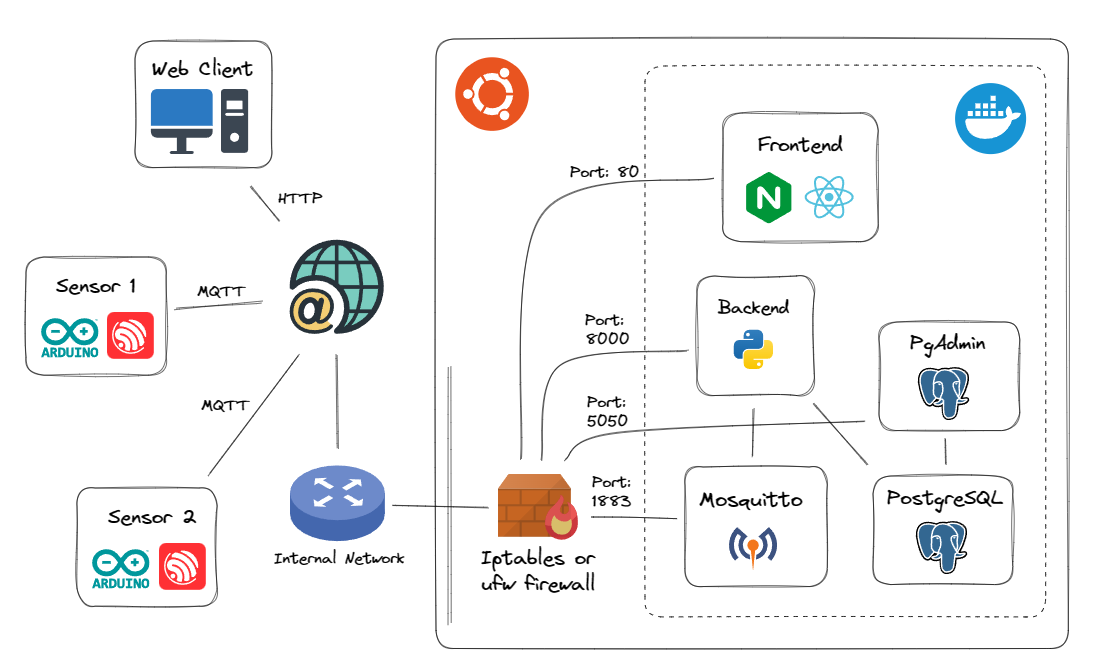 Web Client
HTTP
Sensor 1
ARDUINO
MQTT
@
MQTT
Sensor 2
ARDUINO
Internal Network
Iptables or
ufw firewall
Port: 80
Port:
8000
Port:
5050
Port:
1883
Frontend
N
Backend
PgAdmin
Mosquitto
PostgreSQL